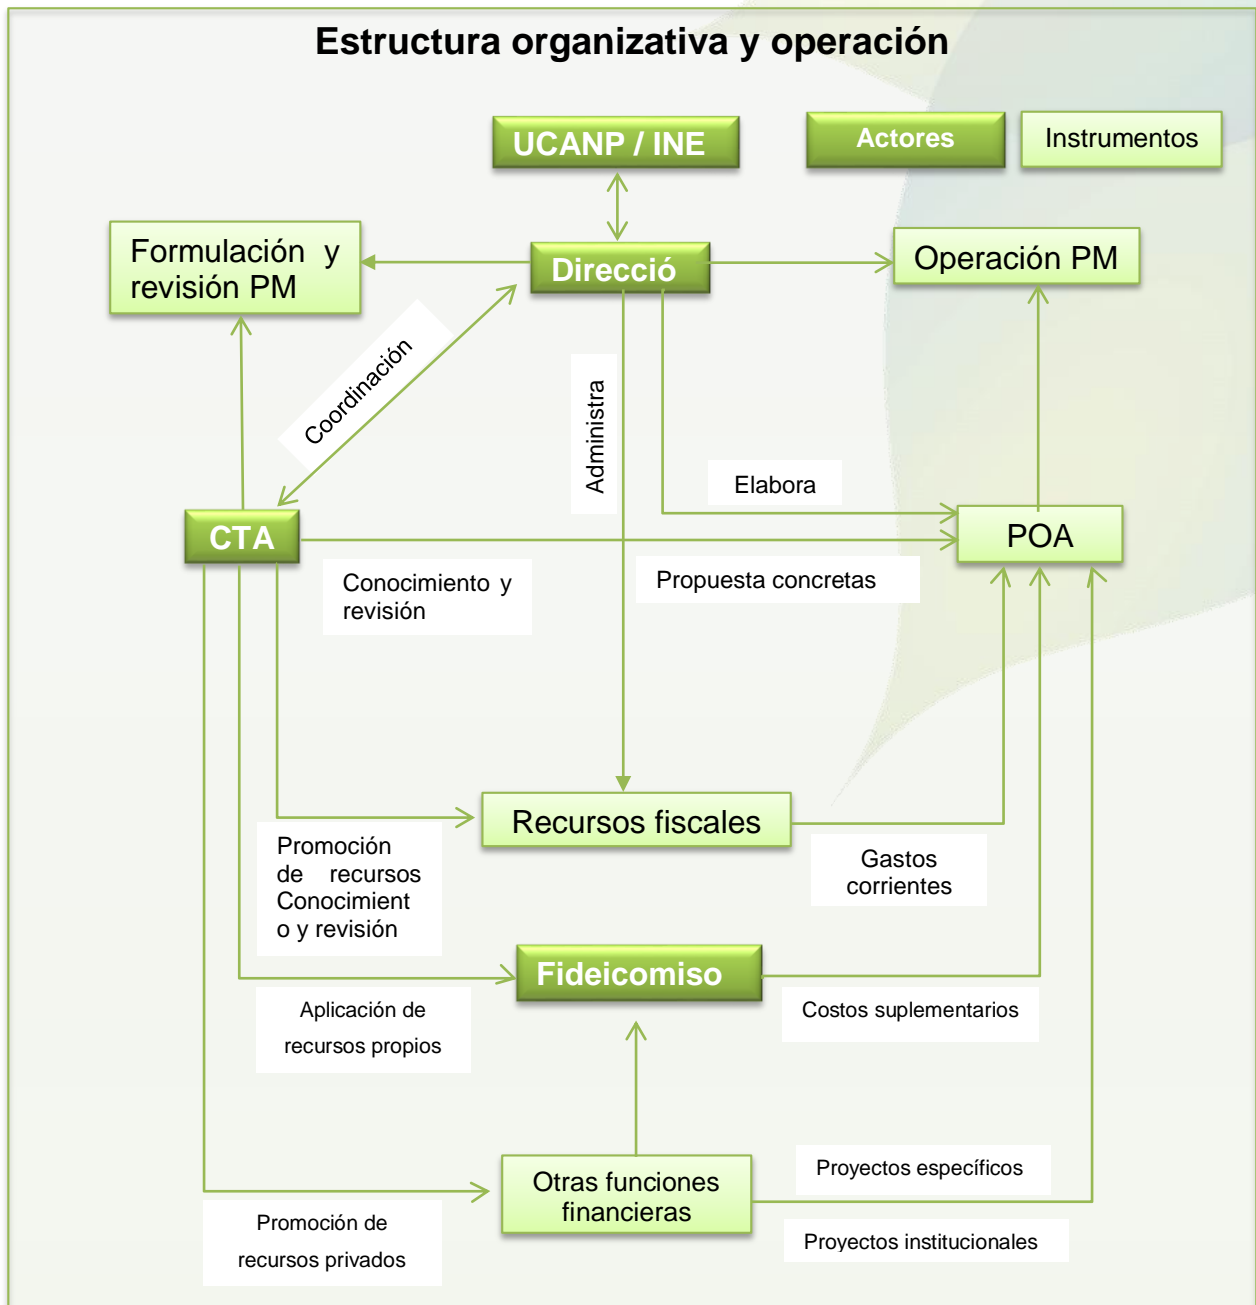 Estructura organizativa y operación
UCANP / INE
Actores
Instrumentos
Formulación y
revisión PM
Direcció
Operación PM
Coordinación
Administra
Elabora
CTA
POA
Conocimiento y
revisión
Propuesta concretas
Recursos fiscales
Promoción
de recursos
Conocimient
o y revisión
Gastos
corrientes
Fideicomiso
Aplicación de
recursos propios
Costos suplementarios
Otras funciones
financieras
Proyectos específicos
Promoción de
recursos privados
Proyectos institucionales